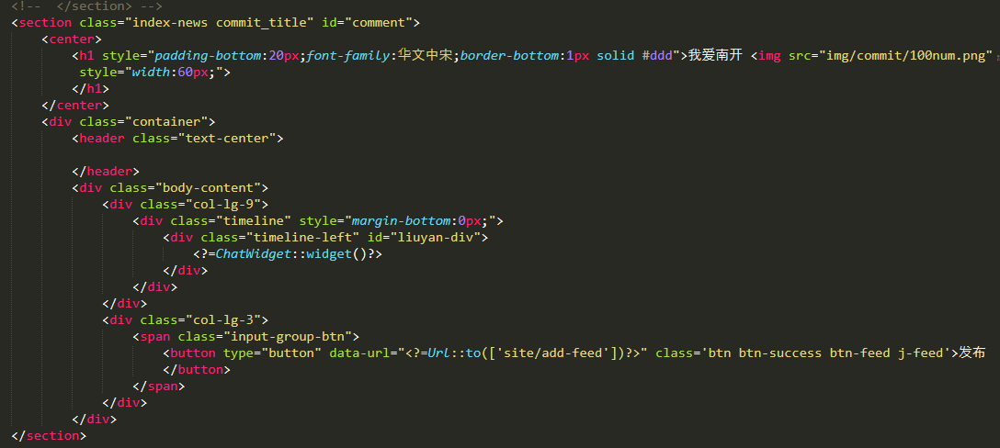 <!--  </section> -->
<section class="index-news commit_title" id="comment">
    <center>
        <h1 style="padding-bottom:20px;font-family:华文中宋;border-bottom:1px solid #ddd">我爱南开 <img src="img/commit/100num.png"
         style="width:60px;">
        </h1>
    </center>
    <div class="container">
        <header class="text-center">

        </header>
        <div class="body-content">
            <div class="col-lg-9">
                <div class="timeline" style="margin-bottom:0px;">
                    <div class="timeline-left" id="liuyan-div">
                        <?=ChatWidget::widget()?>
                    </div>
                </div>
            </div>
            <div class="col-lg-3">
                <span class="input-group-btn">
                    <button type="button" data-url="<?=Url::to(['site/add-feed'])?>" class='btn btn-success btn-feed j-feed'>发布
                    </button>
                </span>
            </div>
        </div>
</section>